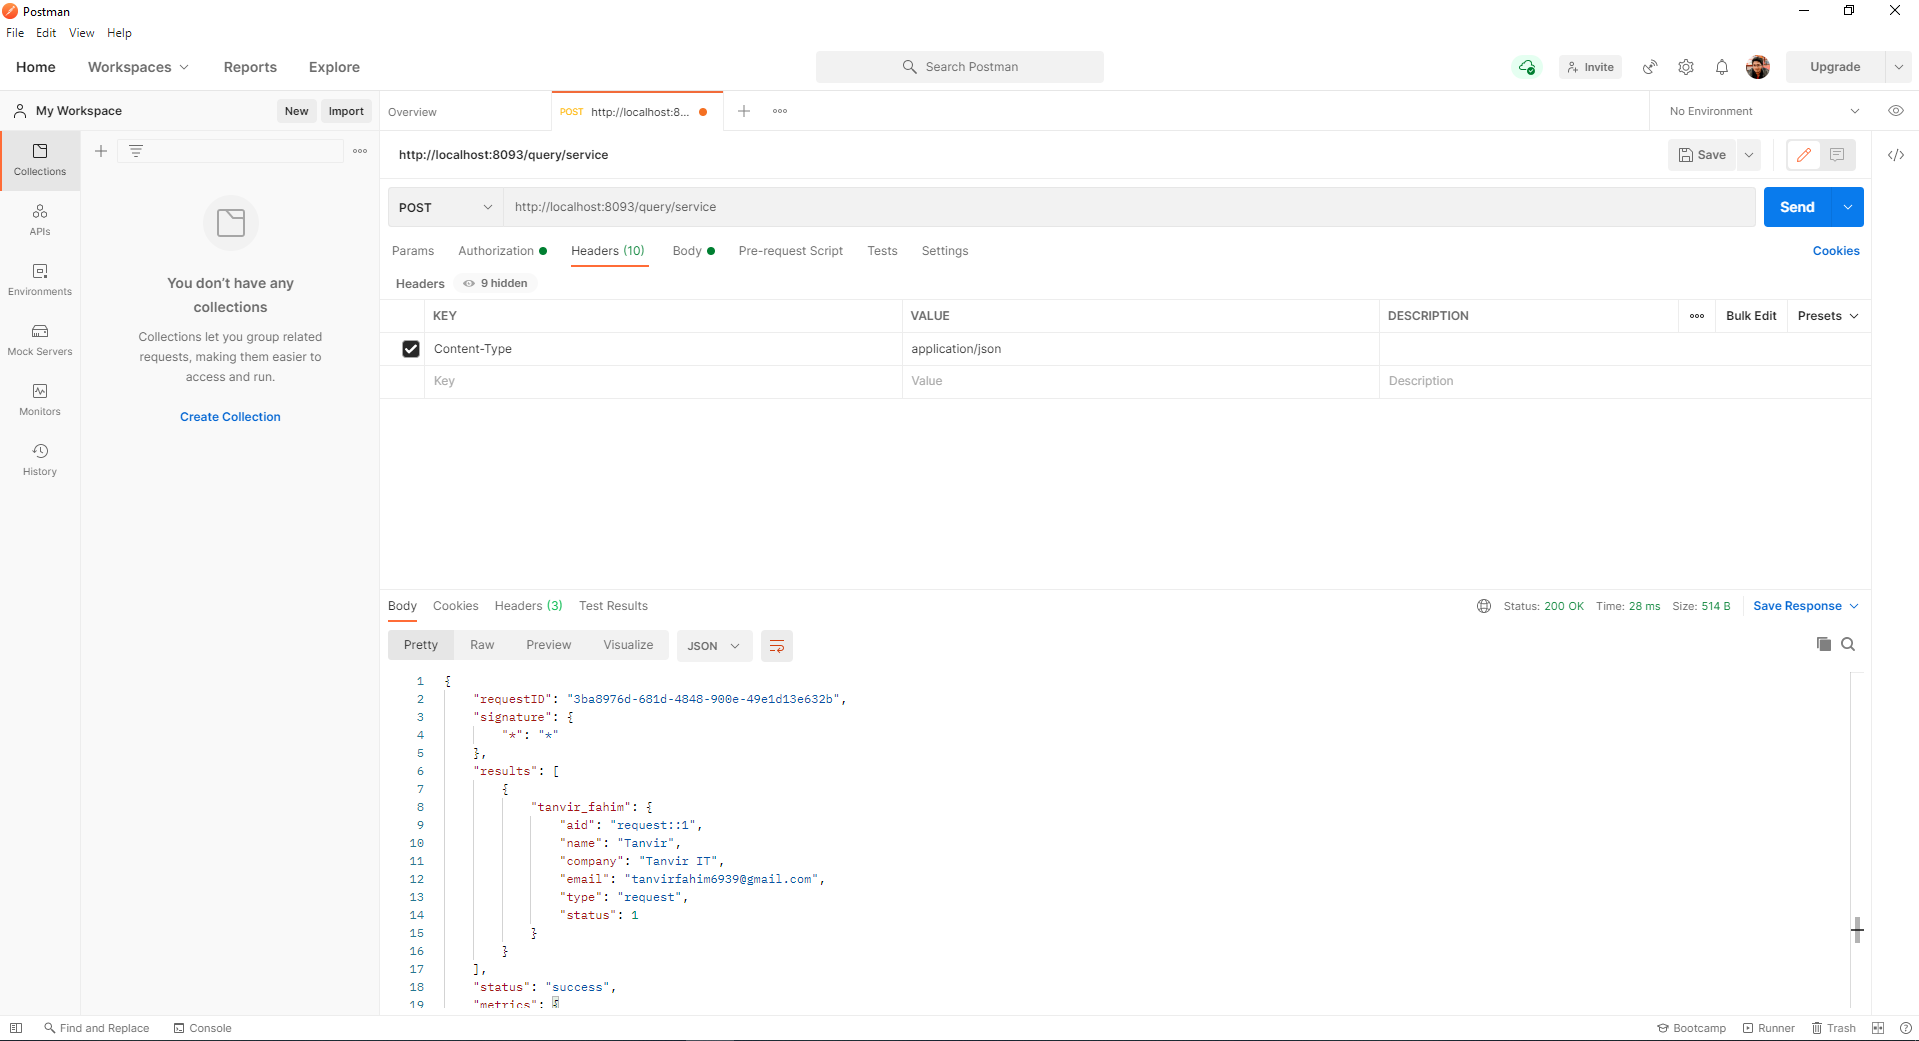 Postman
File Edit View Help
Home Workspaces Reports Explore Search Postman Invite Upgrade
My Workspace New Import Overview POST http://localhost:8... No Environment
Collections
APIs
Environments
Mock Servers
Monitors
History
You don't have any
collections
Collections let you group related
requests, making them easier to
access and run.
Create Collection
http://localhost:8093/query/service Save
POST http://localhost:8093/query/service Send
Params Authorization Headers (10) Body Pre-request Script Tests Settings Cookies
Headers 9 hidden
KEY VALUE DESCRIPTION Bulk Edit Presets
Content-Type application/json
Key Value Description
Body Cookies Headers (3) Test Results Status: 200 OK Time: 28 ms Size: 514 B Save Response
Pretty Raw Preview Visualize JSON
1 {
2 "requestID": "3ba8976d-681d-4848-900e-49e1d13e632b",
3 "signature": {
4 "*": "*"
5 },
6 "results": [
7 {
8 "tanvir_fahim": {
9 "aid": "request::1",
10 "name": "Tanvir",
11 "company": "Tanvir IT",
12 "email": "tanvirfahim6939@gmail.com",
13 "type": "request",
14 "status": 1
15 }
16 }
17 ],
18 "status": "success",
19 "metrics": {
Find and Replace Console Bootcamp Runner Trash